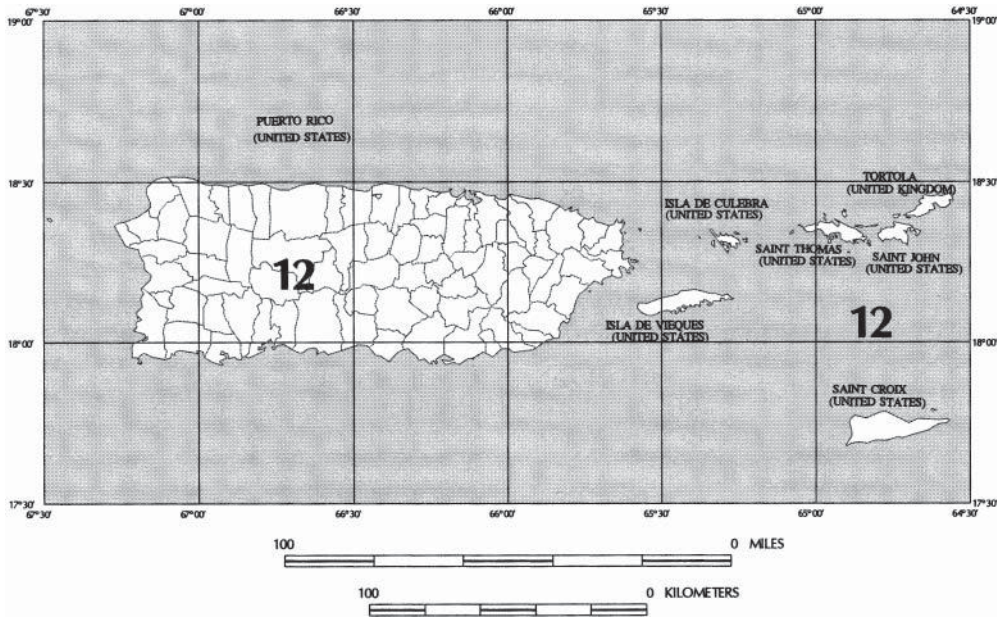 67°30' 67°00' 66°30' 66°00' 65°30' 65°00' 64°30'
19°00' 19°00'
PUERTO RICO
(UNITED STATES)
18°30' 18°30'
TORTOLA
(UNITED KINGDOM)
ISLA DE CULEBRA
(UNITED STATES)
SAINT THOMAS
(UNITED STATES)
SAINT JOHN
(UNITED STATES)
12
12
ISLA DE VIEQUES
(UNITED STATES)
18°00' 18°00'
SAINT CROIX
(UNITED STATES)
17°30' 17°30'
67°30' 67°00' 66°30' 66°00' 65°30' 65°00' 64°30'
100 0 MILES
100 0 KILOMETERS